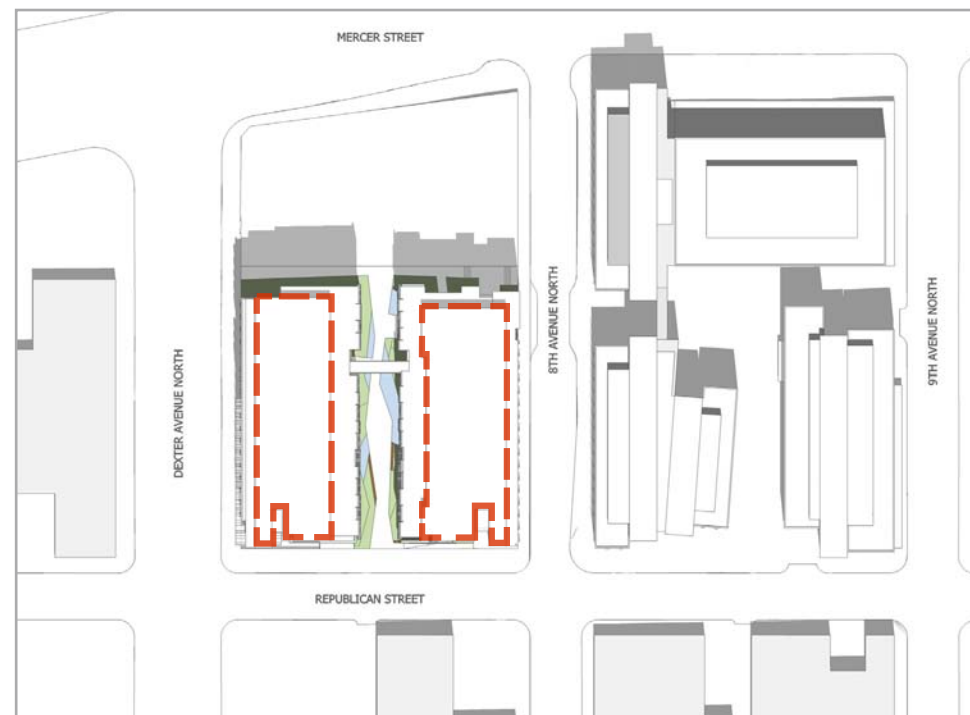 MERCER STREET
DEXTER AVENUE NORTH
8TH AVENUE NORTH
9TH AVENUE NORTH
REPUBLICAN STREET